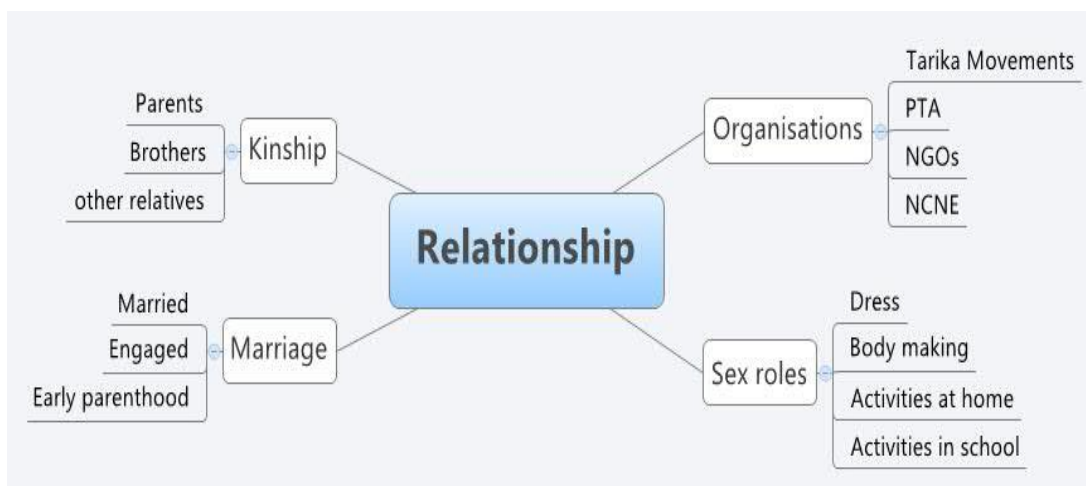 Relationship
Kinship
Parents
Brothers
other relatives
Marriage
Married
Engaged
Early parenthood
Organisations
Tarika Movements
PTA
NGOs
NCNE
Sex roles
Dress
Body making
Activities at home
Activities in school